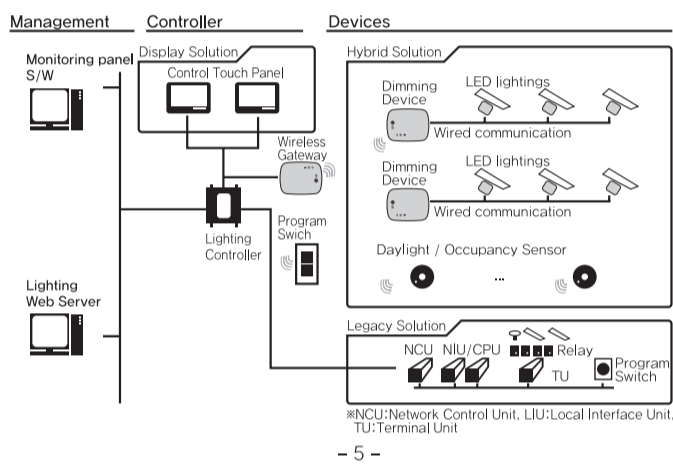 Management
Controller
Devices
Monitoring panel
S/W
Display Solution
Control Touch Panel
Wireless
Gateway
Lighting
Controller
Program
Swich
Lighting
Web Server
Hybrid Solution
Dimming
Device
LED lightings
Wired communication
Dimming
Device
LED lightings
Wired communication
Daylight / Occupancy Sensor
...
Legacy Solution
NCU NIU/CPU Relay
TU
Program
Switch
※NCU:Network Control Unit, LIU:Local Interface Unit,
TU:Terminal Unit
– 5 –